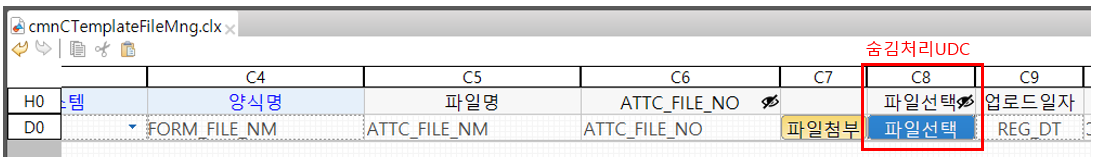 cmnCTemplateFileMng.clx
숨김처리UDC
C4 C5 C6 C7 C8 C9
H0 스템 양식명 파일명 ATTC_FILE_NO 파일선택 업로드일자
D0 FORM_FILE_NM ATTC_FILE_NM ATTC_FILE_NO 파일첨부 파일선택 REG_DT